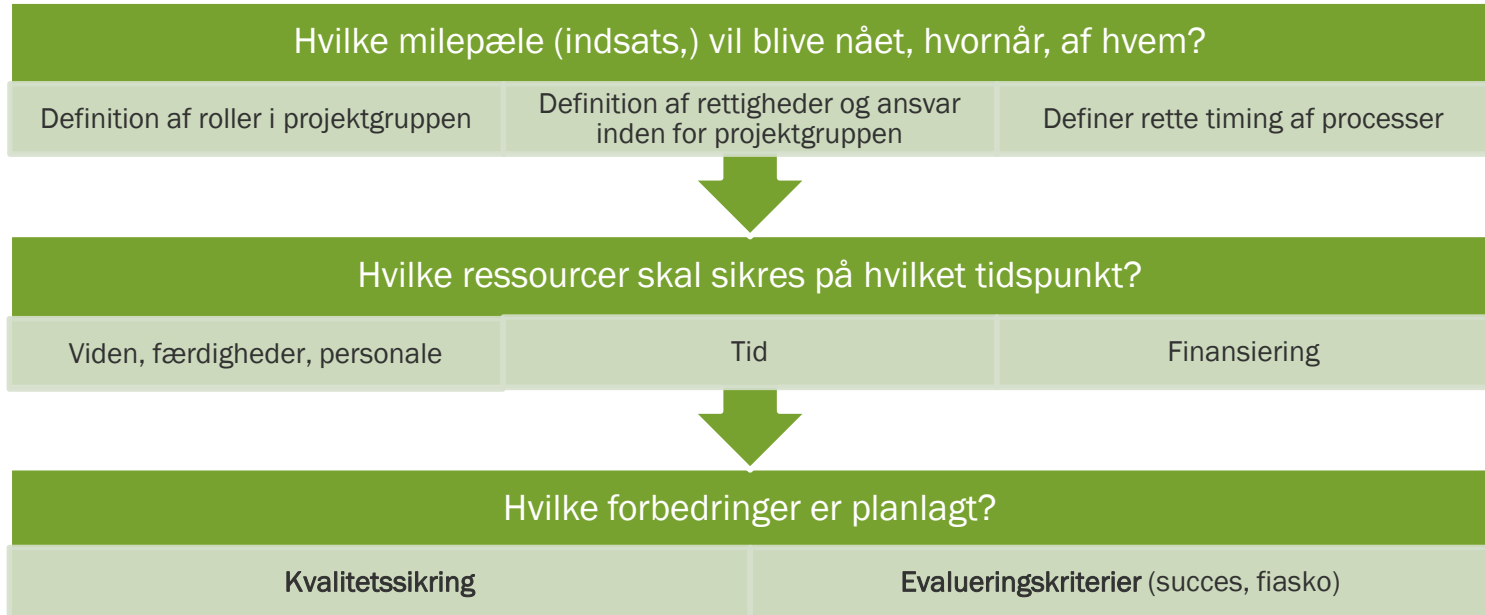 Hvilke milepæle (indsats,) vil blive nået, hvornår, af hvem?
Definition af roller i projektgruppen
Definition af rettigheder og ansvar
inden for projektgruppen
Definer rette timing af processer
Hvilke ressourcer skal sikres på hvilket tidspunkt?
Viden, færdigheder, personale
Tid
Finansiering
Hvilke forbedringer er planlagt?
Kvalitetssikring
Evalueringskriterier (succes, fiasko)